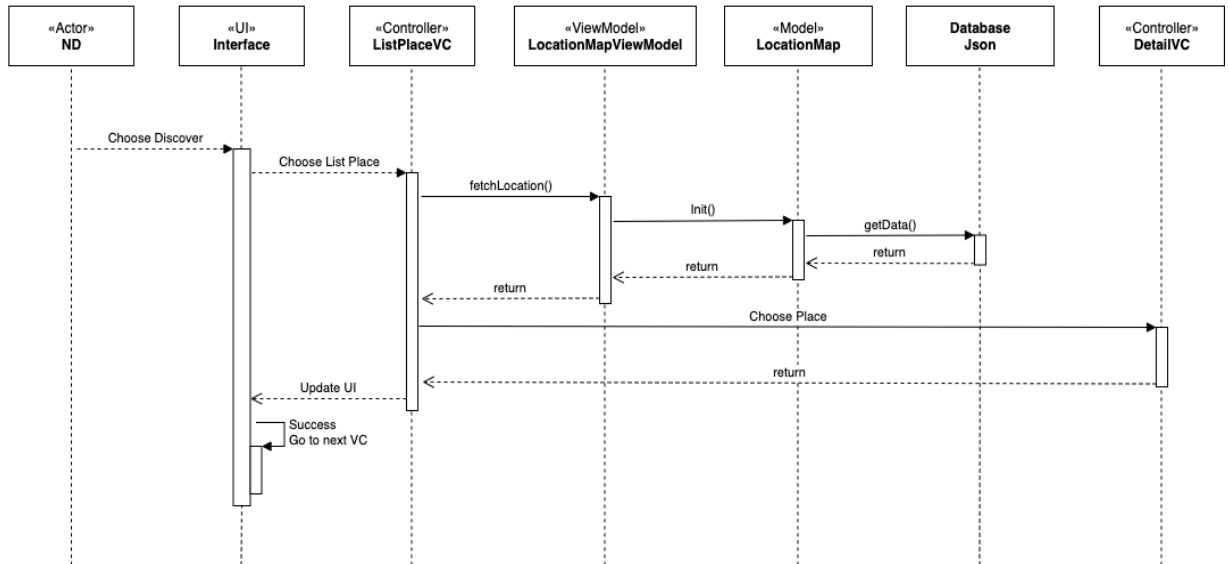 «Actor»
ND
«UI»
Interface
«Controller»
ListPlaceVC
«ViewModel»
LocationMapViewModel
«Model»
LocationMap
Database
Json
«Controller»
DetailVC
Choose Discover
Choose List Place
fetchLocation()
Init()
getData()
return
return
return
Choose Place
return
Update UI
Success
Go to next VC